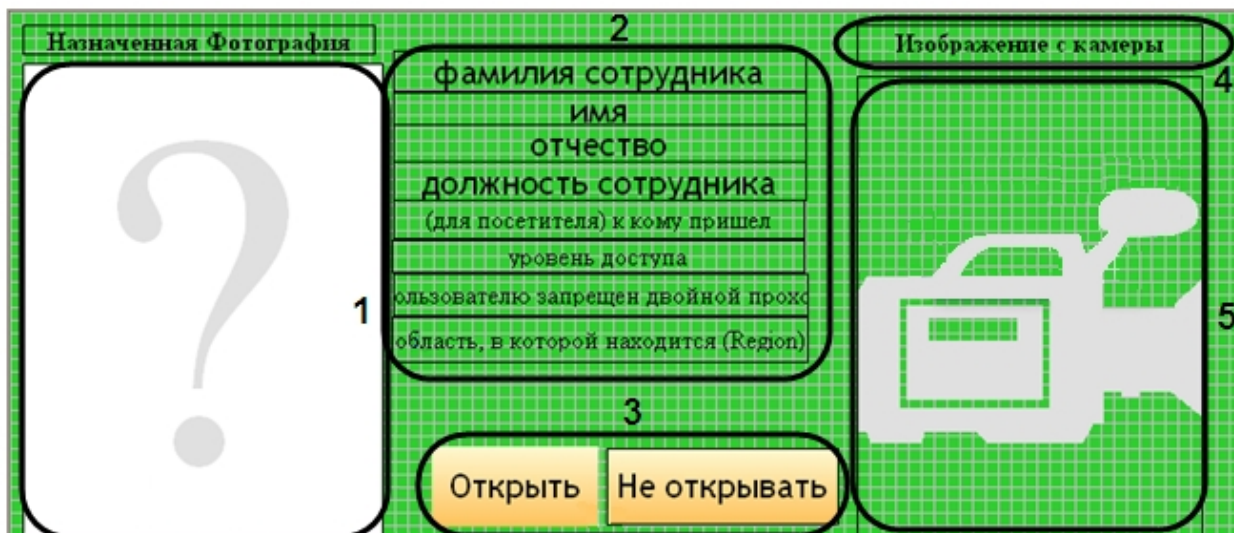 Назначенная Фотография
2
Изображение с камеры
4
фамилия сотрудника
имя
отчество
должность сотрудника
(для посетителя) к кому пришел
уровень доступа
1
ользователю запрещен двойной прохо
5
область, в которой находится (Region)
3
Открыть
Не открывать
?